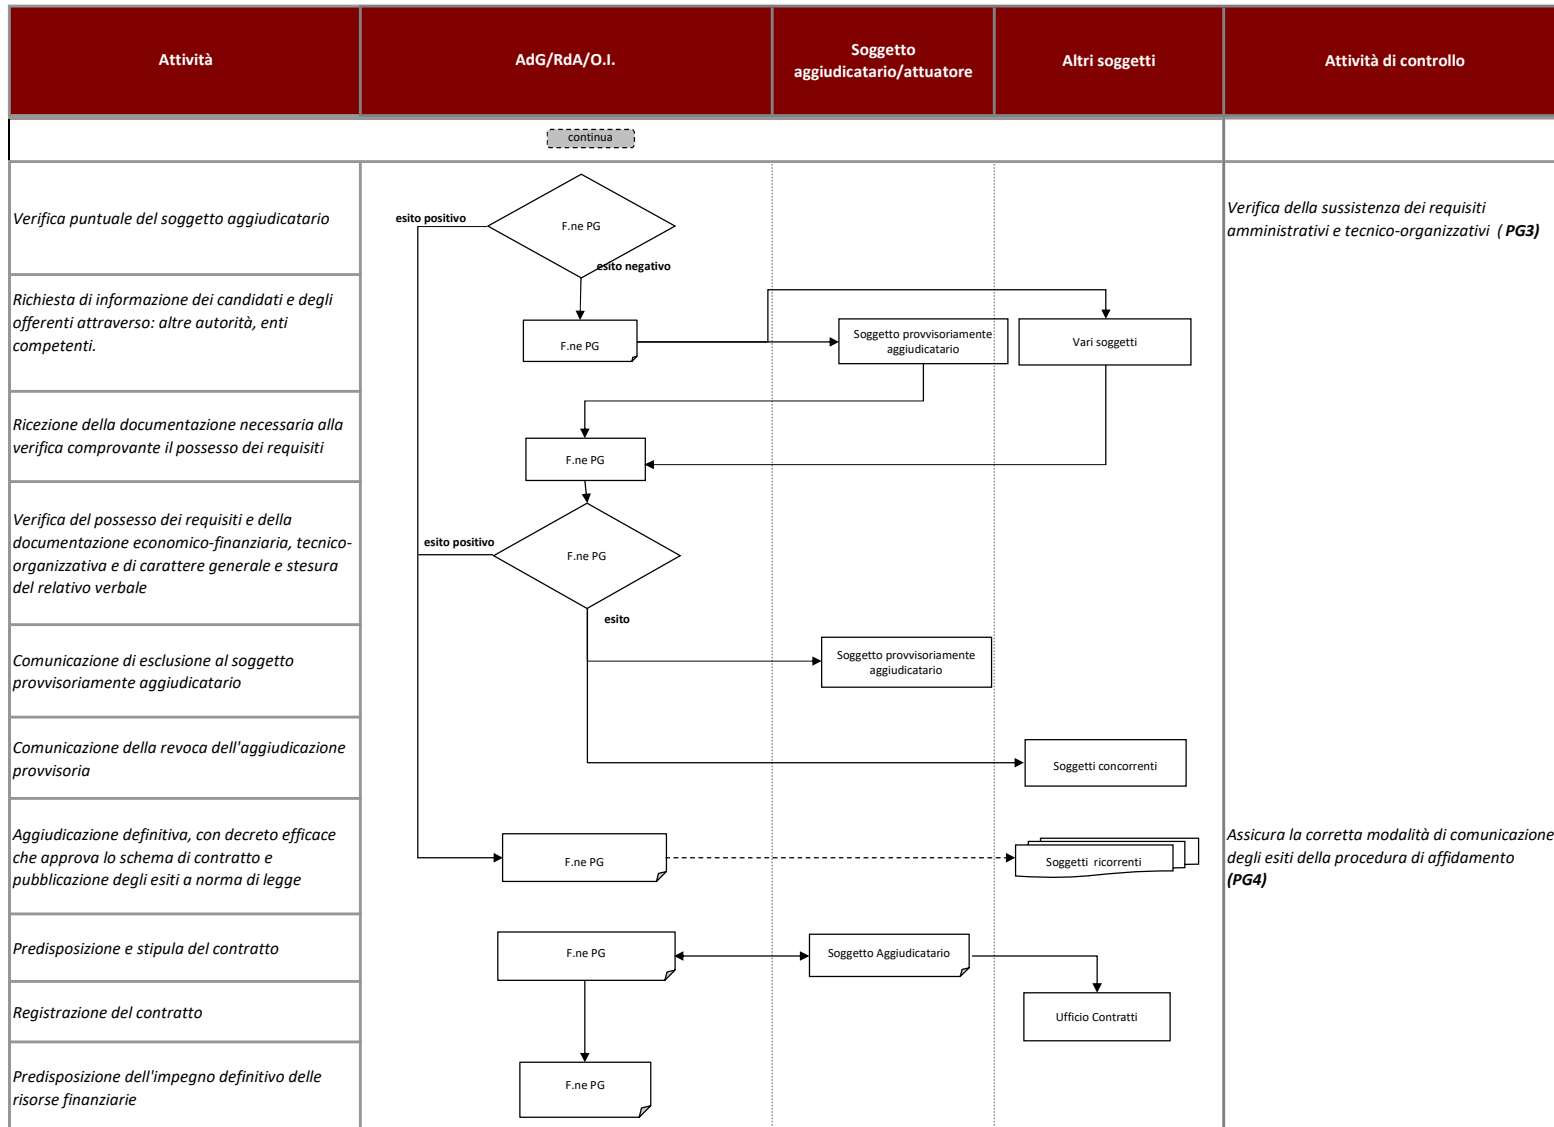 Attività
AdG/RdA/O.I.
Soggetto
aggiudicatario/attuatore
Altri soggetti
Attività di controllo
continua
Verifica puntuale del soggetto aggiudicatario
esito positivo
F.ne PG
esito negativo
Verifica della sussistenza dei requisiti
amministrativi e tecnico-organizzativi ( PG3)
Richiesta di informazione dei candidati e degli
offerenti attraverso: altre autorità, enti
competenti.
F.ne PG
Soggetto provvisoriamente
aggiudicatario
Vari soggetti
Ricezione della documentazione necessaria alla
verifica comprovante il possesso dei requisiti
F.ne PG
Verifica del possesso dei requisiti e della
documentazione economico-finanziaria, tecnico-
organizzativa e di carattere generale e stesura
del relativo verbale
esito positivo
F.ne PG
esito
Comunicazione di esclusione al soggetto
provvisoriamente aggiudicatario
Soggetto provvisoriamente
aggiudicatario
Comunicazione della revoca dell'aggiudicazione
provvisoria
Soggetti concorrenti
Aggiudicazione definitiva, con decreto efficace
che approva lo schema di contratto e
pubblicazione degli esiti a norma di legge
F.ne PG
Soggetti ricorrenti
Assicura la corretta modalità di comunicazione
degli esiti della procedura di affidamento
(PG4)
Predisposizione e stipula del contratto
F.ne PG
Soggetto Aggiudicatario
Registrazione del contratto
Ufficio Contratti
Predisposizione dell'impegno definitivo delle
risorse finanziarie
F.ne PG